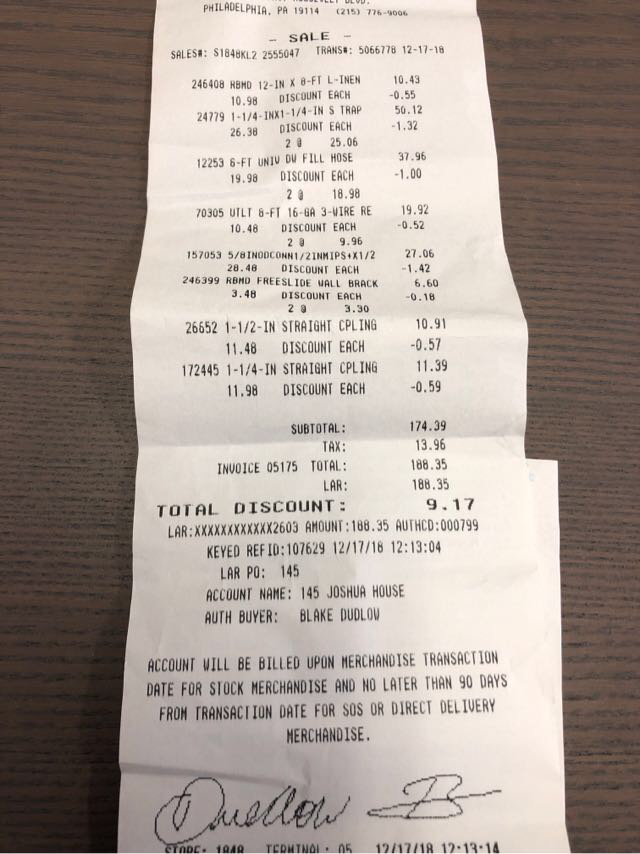 PHILADELPHIA, PA 19114 (215) 776-9006
- SALE -
SALES#: S1848KL2 2555047 TRANS#: 5066778 12-17-18
246408 RBMD 12-IN X 8-FT L-INEN 10.43
10.98 DISCOUNT EACH -0.55
24779 1-1/4-INX1-1/4-IN S TRAP 50.12
26.38 DISCOUNT EACH -1.32
2 @ 25.06
12253 6-FT UNIV DW FILL HOSE 37.96
19.98 DISCOUNT EACH -1.00
2 @ 18.98
70305 UTLT 8-FT 16-GA 3-WIRE RE 19.92
10.48 DISCOUNT EACH -0.52
2 @ 9.96
157053 5/8INODCONN1/2INMIPS+X1/2 27.06
28.48 DISCOUNT EACH -1.42
246399 RBMD FREESLIDE WALL BRACK 6.60
3.48 DISCOUNT EACH -0.18
2 @ 3.30
26652 1-1/2-IN STRAIGHT CPLING 10.91
11.48 DISCOUNT EACH -0.57
172445 1-1/4-IN STRAIGHT CPLING 11.39
11.98 DISCOUNT EACH -0.59
SUBTOTAL: 174.39
TAX: 13.96
INVOICE 05175 TOTAL: 188.35
LAR: 188.35
TOTAL DISCOUNT: 9.17
LAR:XXXXXXXXXXXX2603 AMOUNT:188.35 AUTHCD:000799
KEYED REFID:107629 12/17/18 12:13:04
LAR PO: 145
ACCOUNT NAME: 145 JOSHUA HOUSE
AUTH BUYER: BLAKE DUDLOW
ACCOUNT WILL BE BILLED UPON MERCHANDISE TRANSACTION
DATE FOR STOCK MERCHANDISE AND NO LATER THAN 90 DAYS
FROM TRANSACTION DATE FOR SOS OR DIRECT DELIVERY
MERCHANDISE.
STORE: 1848 TERMINAL: 05 12/17/18 12:13:14